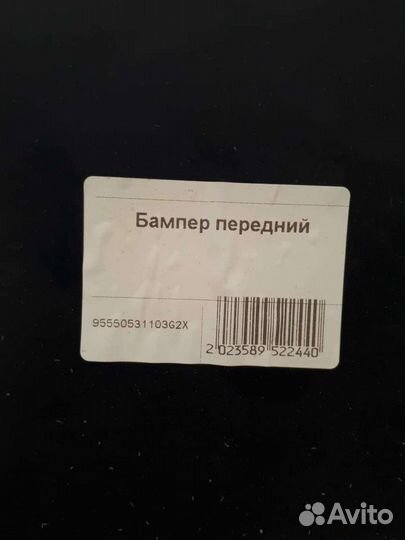 Бампер передний
95550531103G2X
2 023589 522440
Avito